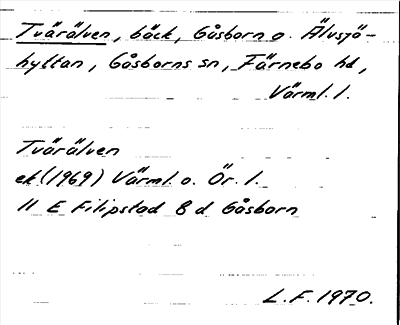 Tvärälven, bäck, Gåsborn o. Älvsjö-
hyttan, Gåsborns sn, Färnebo hd,
Värml. l.
Tvärälven
ek (1969) Värml. o. Ör. l.
11 E Filipstad 8 d Gåsborn
L.F. 1970.